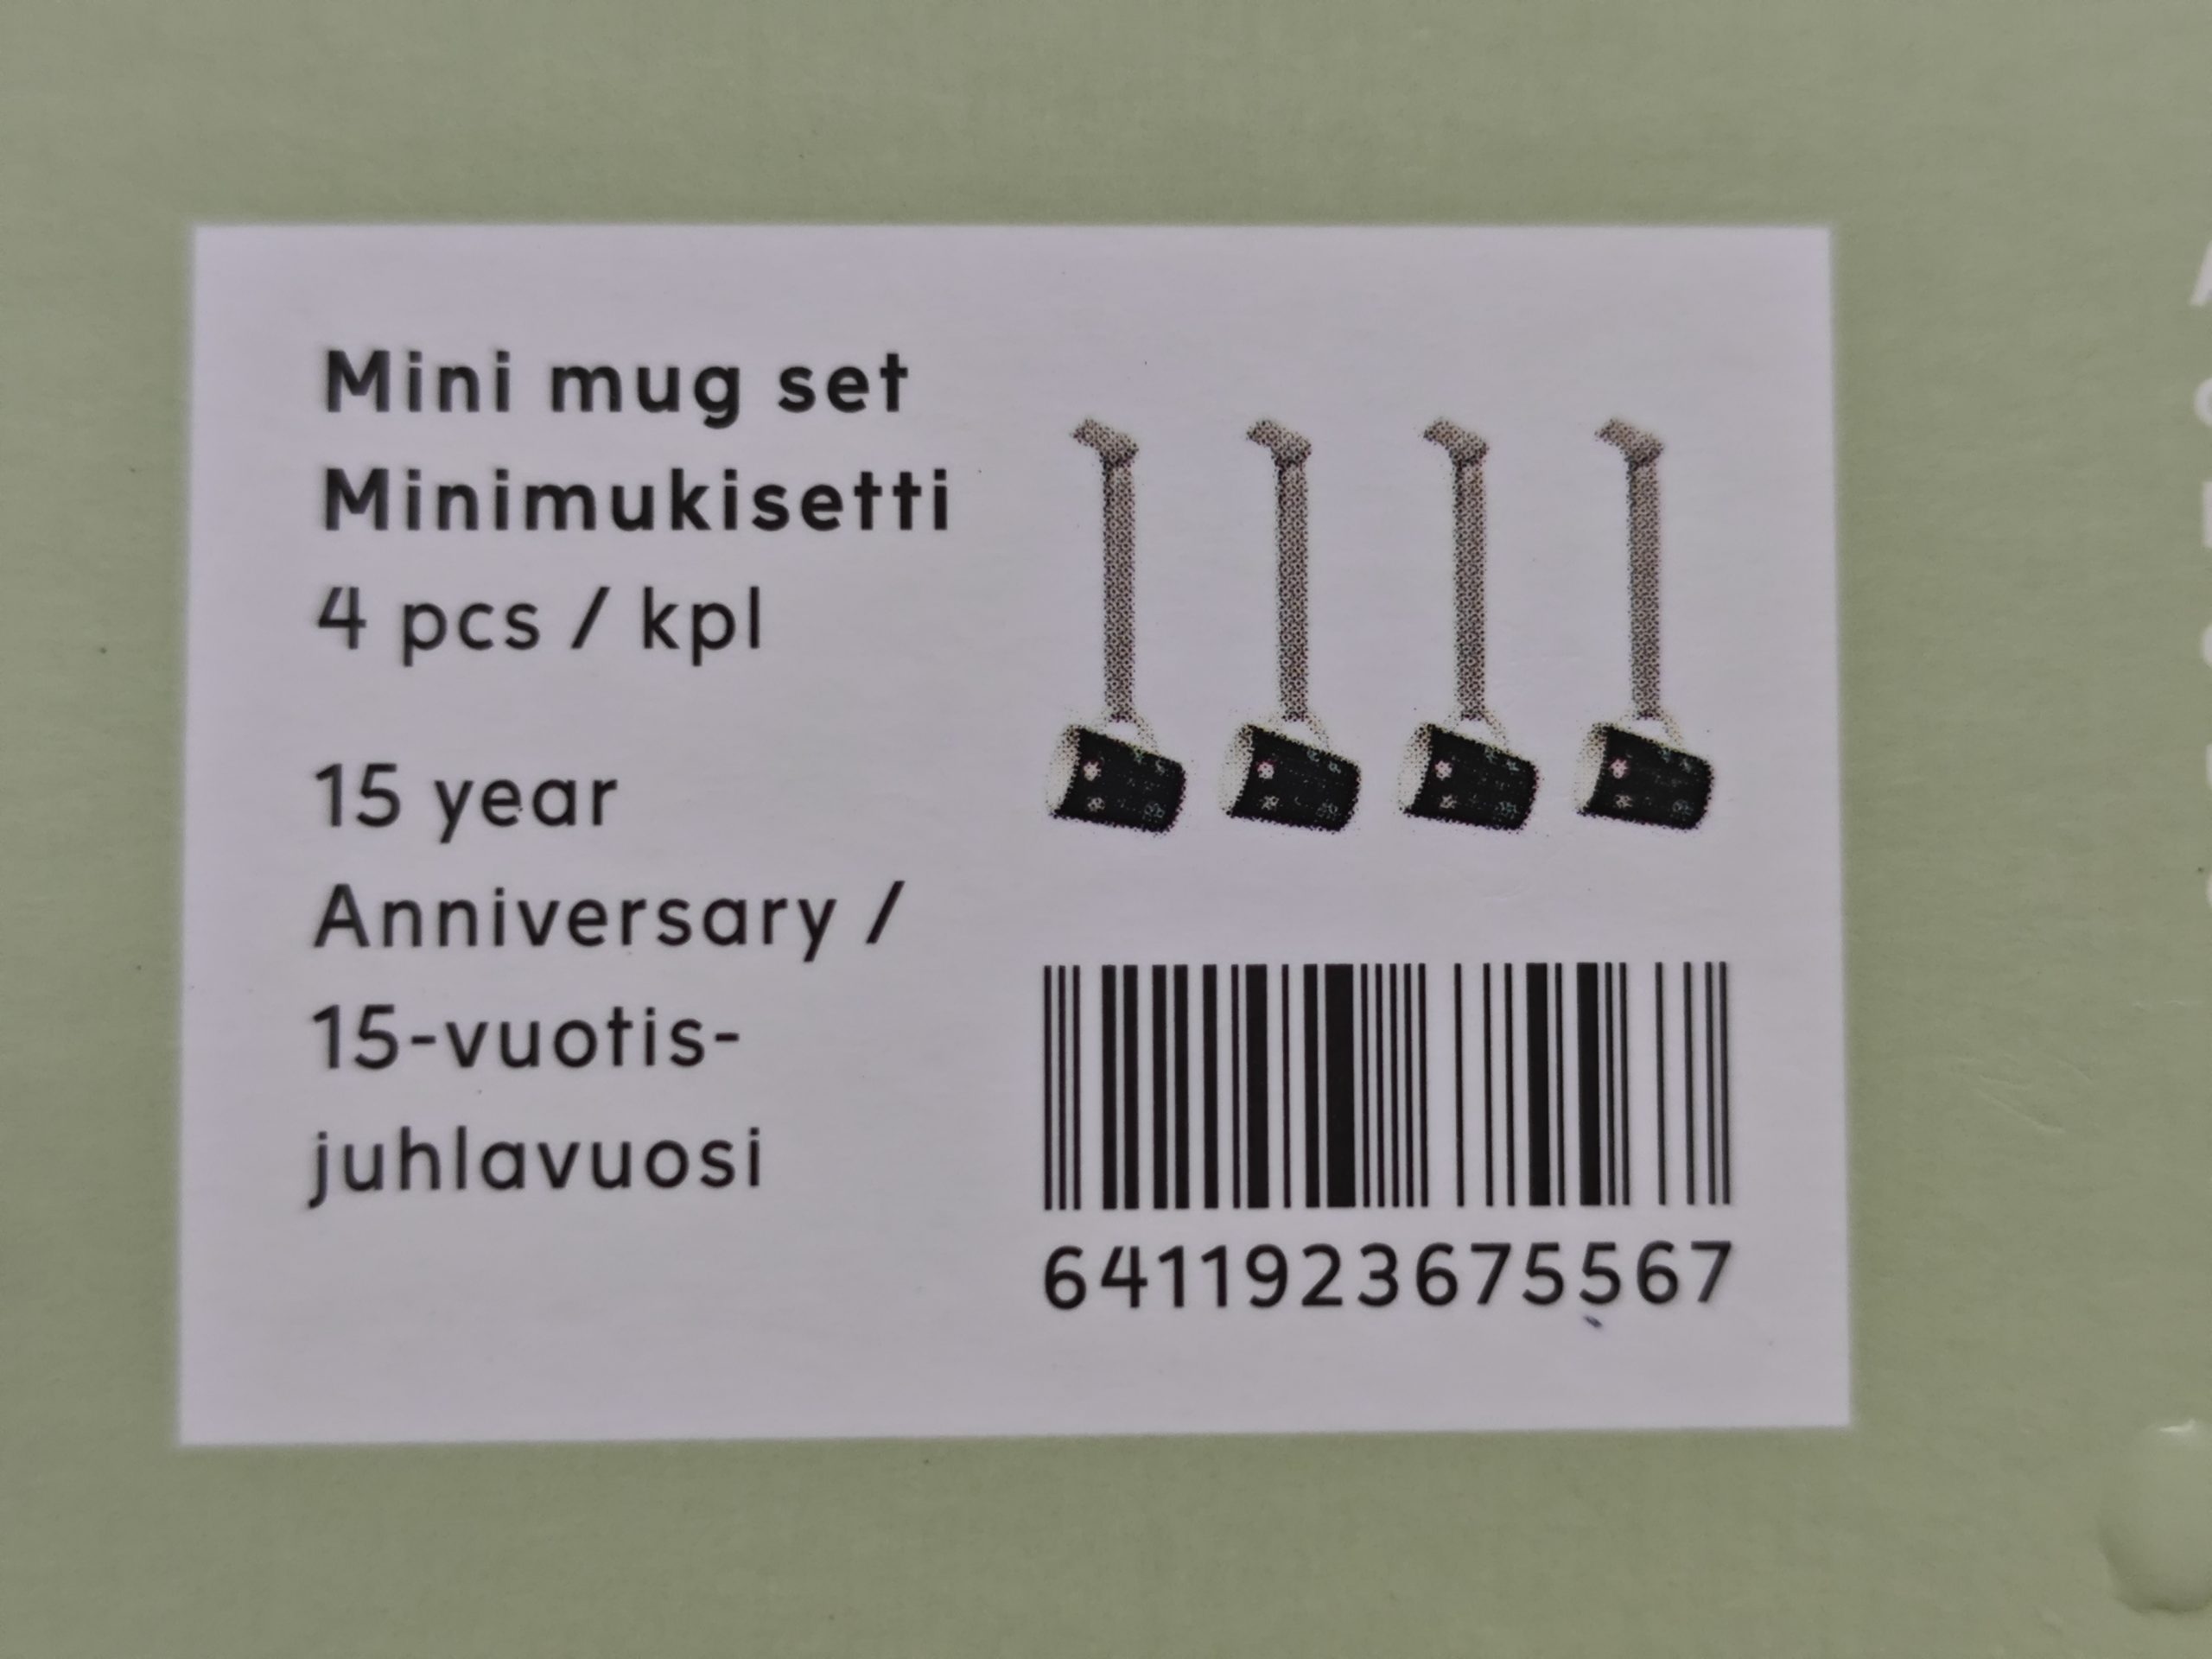 Mini mug set
Minimukisetti
4 pcs / kpl
15 year
Anniversary /
15-vuotis-
juhlavuosi
6411923675567